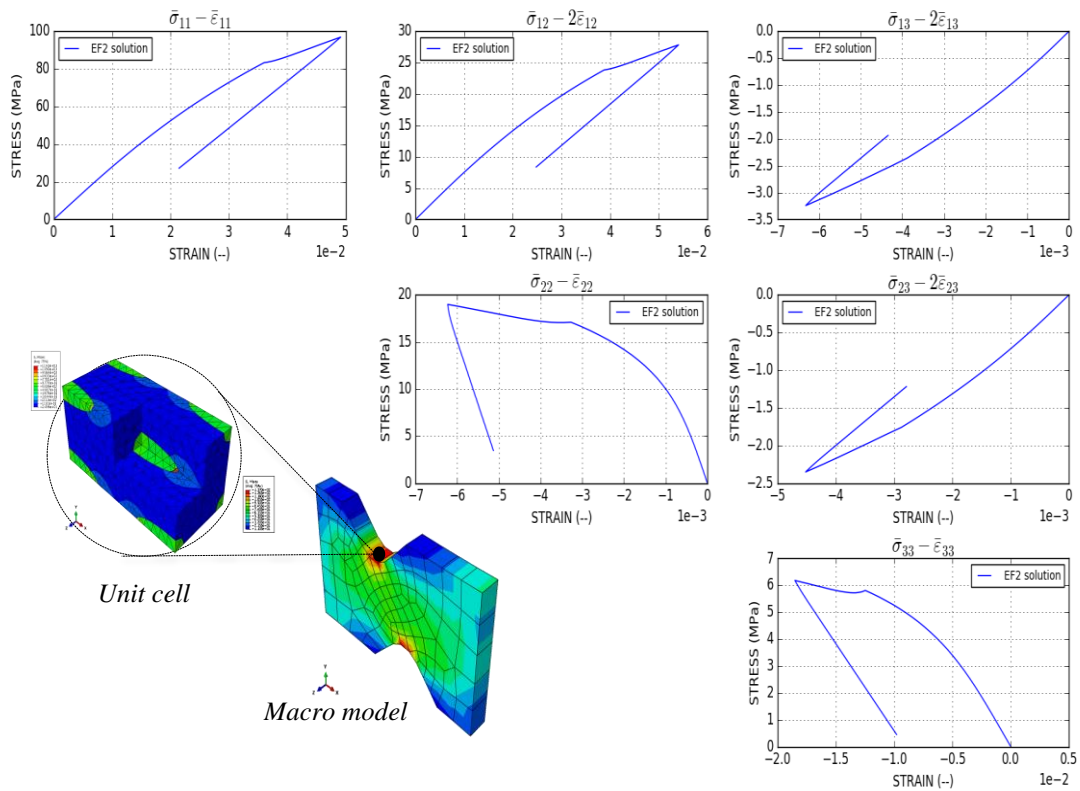 σ̄₁₁ − ε̄₁₁
EF2 solution
STRESS (MPa)
100
80
60
40
20
0
0 1 2 3 4 5
1e−2
STRAIN (--)
σ̄₁₂ − 2ε̄₁₂
EF2 solution
STRESS (MPa)
30
25
20
15
10
5
0
0 1 2 3 4 5 6
1e−2
STRAIN (--)
σ̄₁₃ − 2ε̄₁₃
EF2 solution
STRESS (MPa)
0.0
−0.5
−1.0
−1.5
−2.0
−2.5
−3.0
−3.5
−7 −6 −5 −4 −3 −2 −1 0
1e−3
STRAIN (--)
σ̄₂₂ − ε̄₂₂
EF2 solution
STRESS (MPa)
20
15
10
5
0
−7 −6 −5 −4 −3 −2 −1 0
1e−3
STRAIN (--)
σ̄₂₃ − 2ε̄₂₃
EF2 solution
STRESS (MPa)
0.0
−0.5
−1.0
−1.5
−2.0
−2.5
−5 −4 −3 −2 −1 0
1e−3
STRAIN (--)
σ̄₃₃ − ε̄₃₃
EF2 solution
STRESS (MPa)
7
6
5
4
3
2
1
0
−2.0 −1.5 −1.0 −0.5 0.0 0.5
1e−2
STRAIN (--)
Unit cell
Macro model